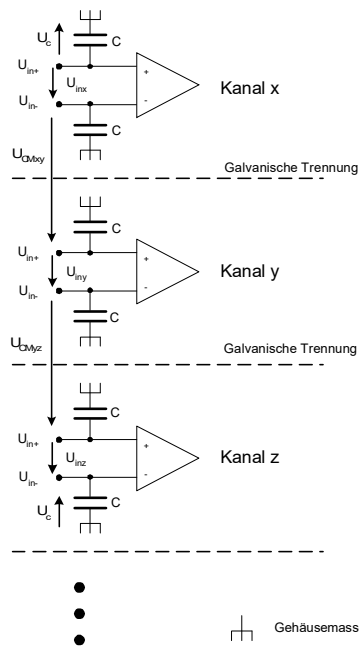 U_c
C
U_in+
+
U_inx
Kanal x
U_in-
-
C
U_CMxy
Galvanische Trennung
C
U_in+
+
U_iny
Kanal y
U_in-
-
C
U_CMyz
Galvanische Trennung
C
U_in+
+
U_inz
Kanal z
U_in-
-
C
U_c
Gehäusemass